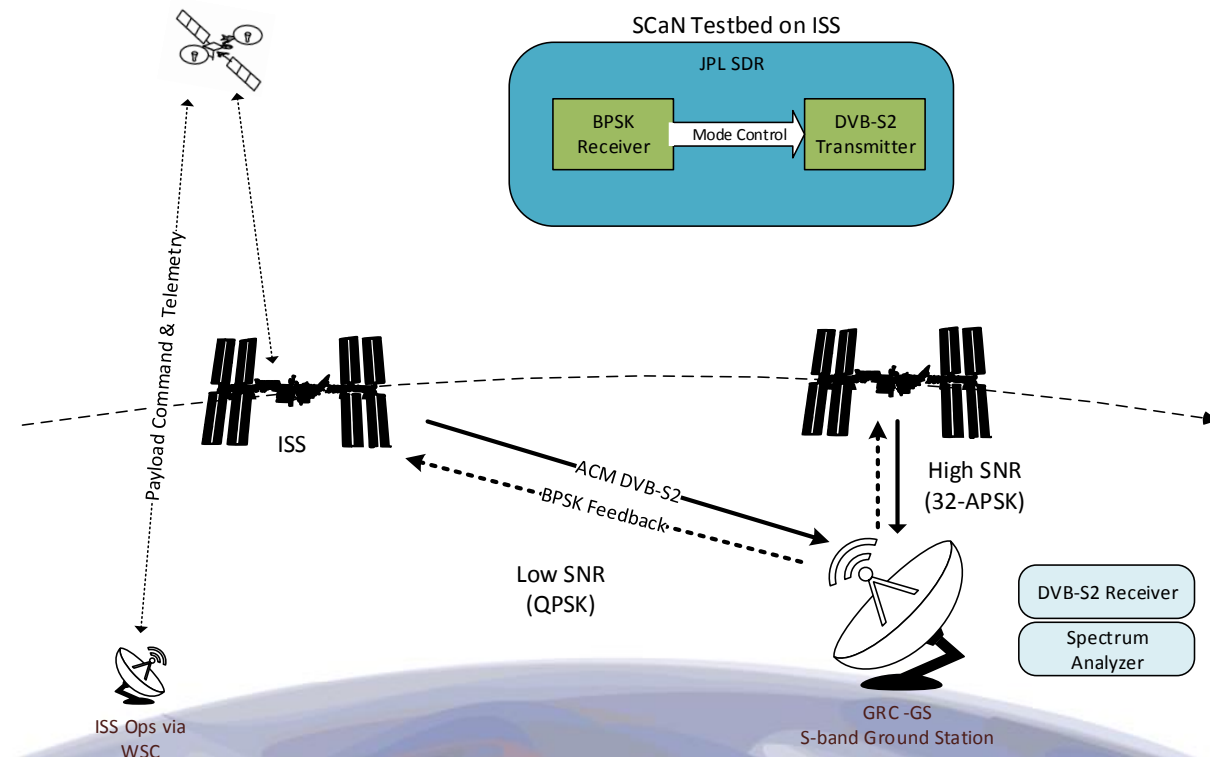 SCaN Testbed on ISS
JPL SDR
BPSK
Receiver
Mode Control
DVB-S2
Transmitter
Payload Command & Telemetry
ISS
ACM DVB-S2
BPSK Feedback
High SNR
(32-APSK)
Low SNR
(QPSK)
DVB-S2 Receiver
Spectrum
Analyzer
ISS Ops via
WSC
GRC -GS
S-band Ground Station